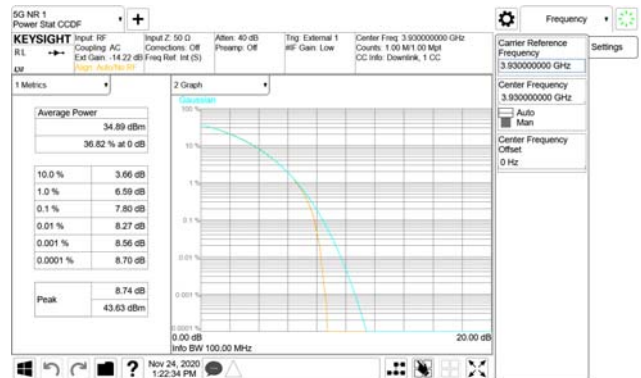 5G NR 1
Power Stat CCDF
KEYSIGHT
RL
Input: RF
Coupling: AC
Ext Gain: -14.22 dB
Align: Auto/No RF
Input Z: 50 Ω
Corrections: Off
Freq Ref: Int (S)
Atten: 40 dB
Preamp: Off
Trig: External 1
#IF Gain: Low
Center Freq: 3.930000000 GHz
Counts: 1.00 M/1.00 Mpt
CC Info: Downlink, 1 CC
1 Metrics
Average Power
34.89 dBm
36.82 % at 0 dB
10.0 % 3.66 dB
1.0 % 6.59 dB
0.1 % 7.80 dB
0.01 % 8.27 dB
0.001 % 8.56 dB
0.0001 % 8.70 dB
Peak
8.74 dB
43.63 dBm
2 Graph
Gaussian
100 %
10 %
1 %
0.1 %
0.01 %
0.001 %
0.0001 %
0.00 dB
20.00 dB
Info BW 100.00 MHz
Frequency
Settings
Carrier Reference
Frequency
3.930000000 GHz
Center Frequency
3.930000000 GHz
Auto
Man
Center Frequency
Offset
0 Hz
?
Nov 24, 2020
1:22:34 PM